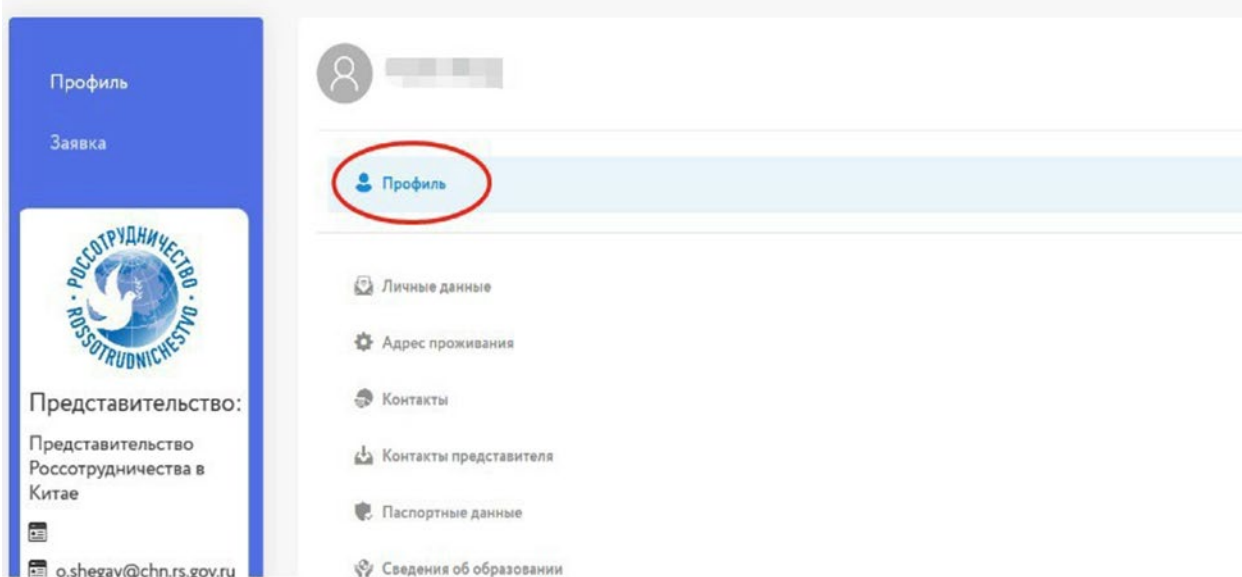 Профиль
Заявка
РОССОТРУДНИЧЕСТВО
ROSSOTRUDNICHESTVO
Представительство:
Представительство
Россотрудничества в
Китае
o.shegay@chn.rs.gov.ru
Профиль
Личные данные
Адрес проживания
Контакты
Контакты представителя
Паспортные данные
Сведения об образовании